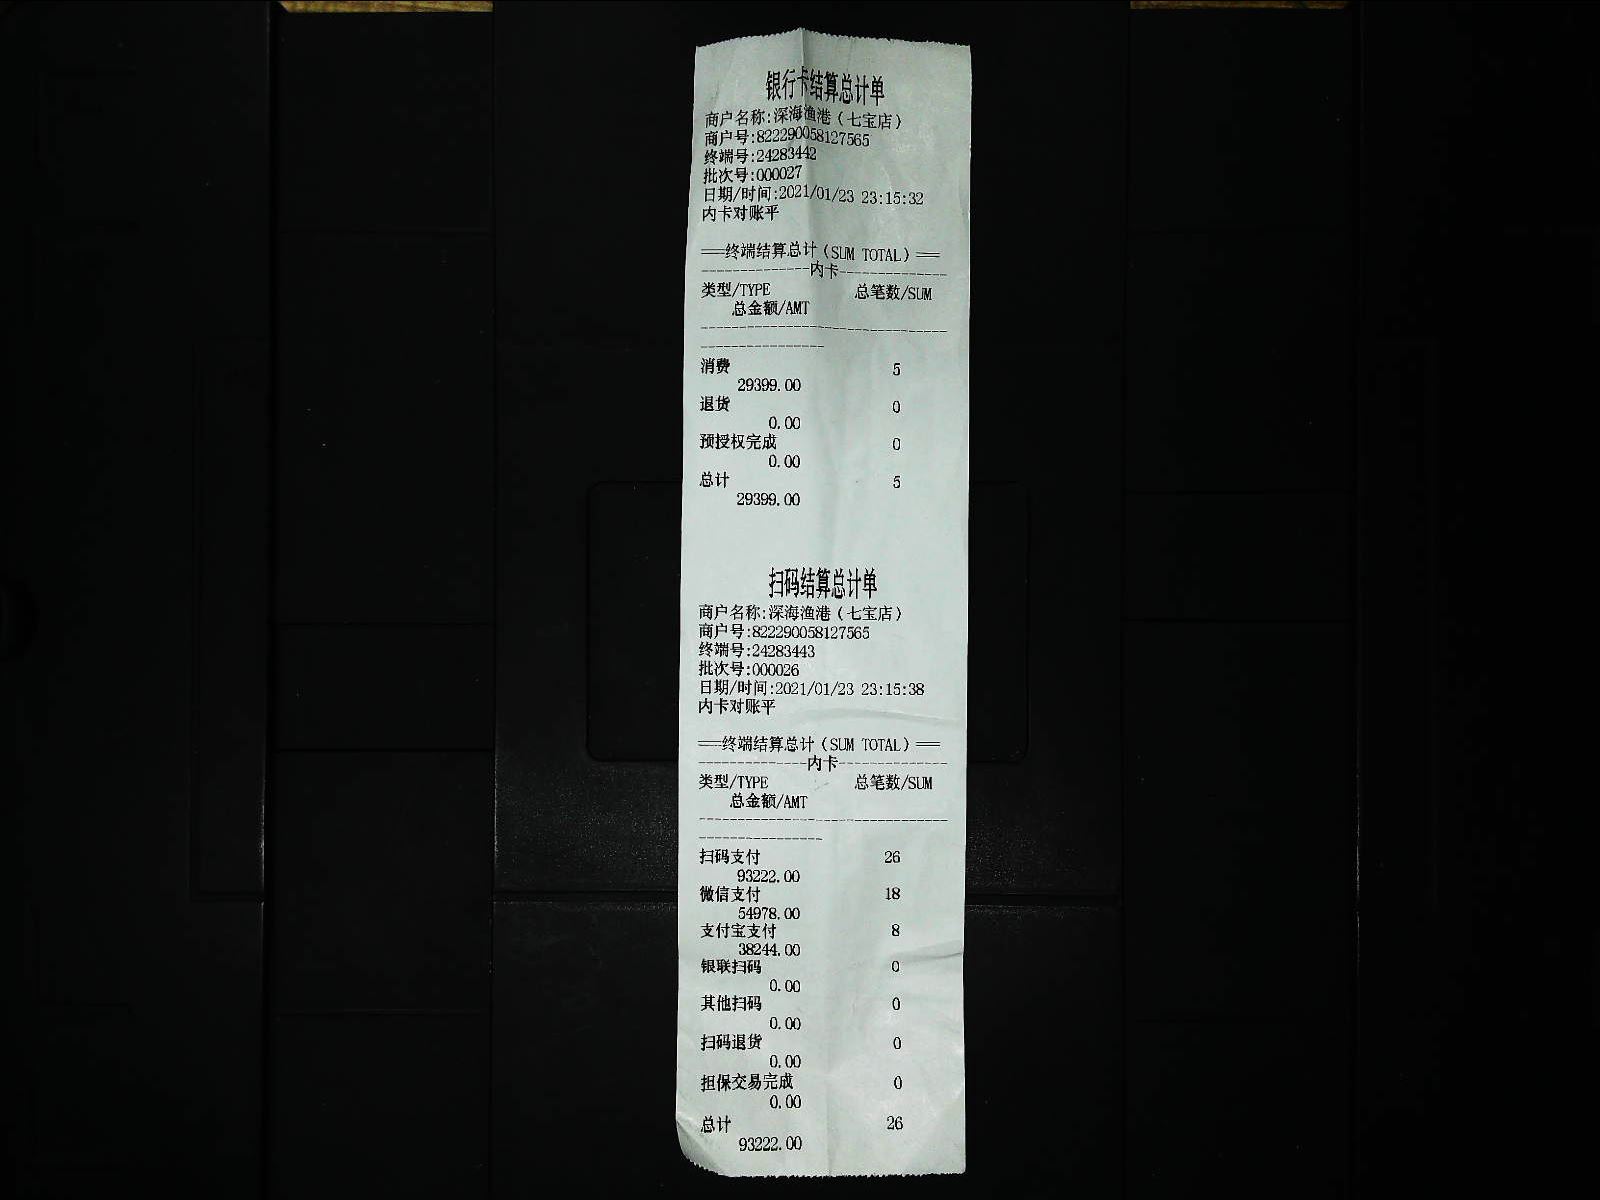 银行卡结算总计单
商户名称:深海渔港（七宝店）
商户号:822290058127565
终端号:24283442
批次号:000027
日期/时间:2021/01/23 23:15:32
内卡对账平
══终端结算总计（SUM TOTAL）══
--------------内卡--------------
类型/TYPE 总笔数/SUM
总金额/AMT
--------------------------------
----------------
消费 5
29399.00
退货 0
0.00
预授权完成 0
0.00
总计 5
29399.00
扫码结算总计单
商户名称:深海渔港（七宝店）
商户号:822290058127565
终端号:24283443
批次号:000026
日期/时间:2021/01/23 23:15:38
内卡对账平
══终端结算总计（SUM TOTAL）══
--------------内卡--------------
类型/TYPE 总笔数/SUM
总金额/AMT
--------------------------------
----------------
扫码支付 26
93222.00
微信支付 18
54978.00
支付宝支付 8
38244.00
银联扫码 0
0.00
其他扫码 0
0.00
扫码退货 0
0.00
担保交易完成 0
0.00
总计 26
93222.00